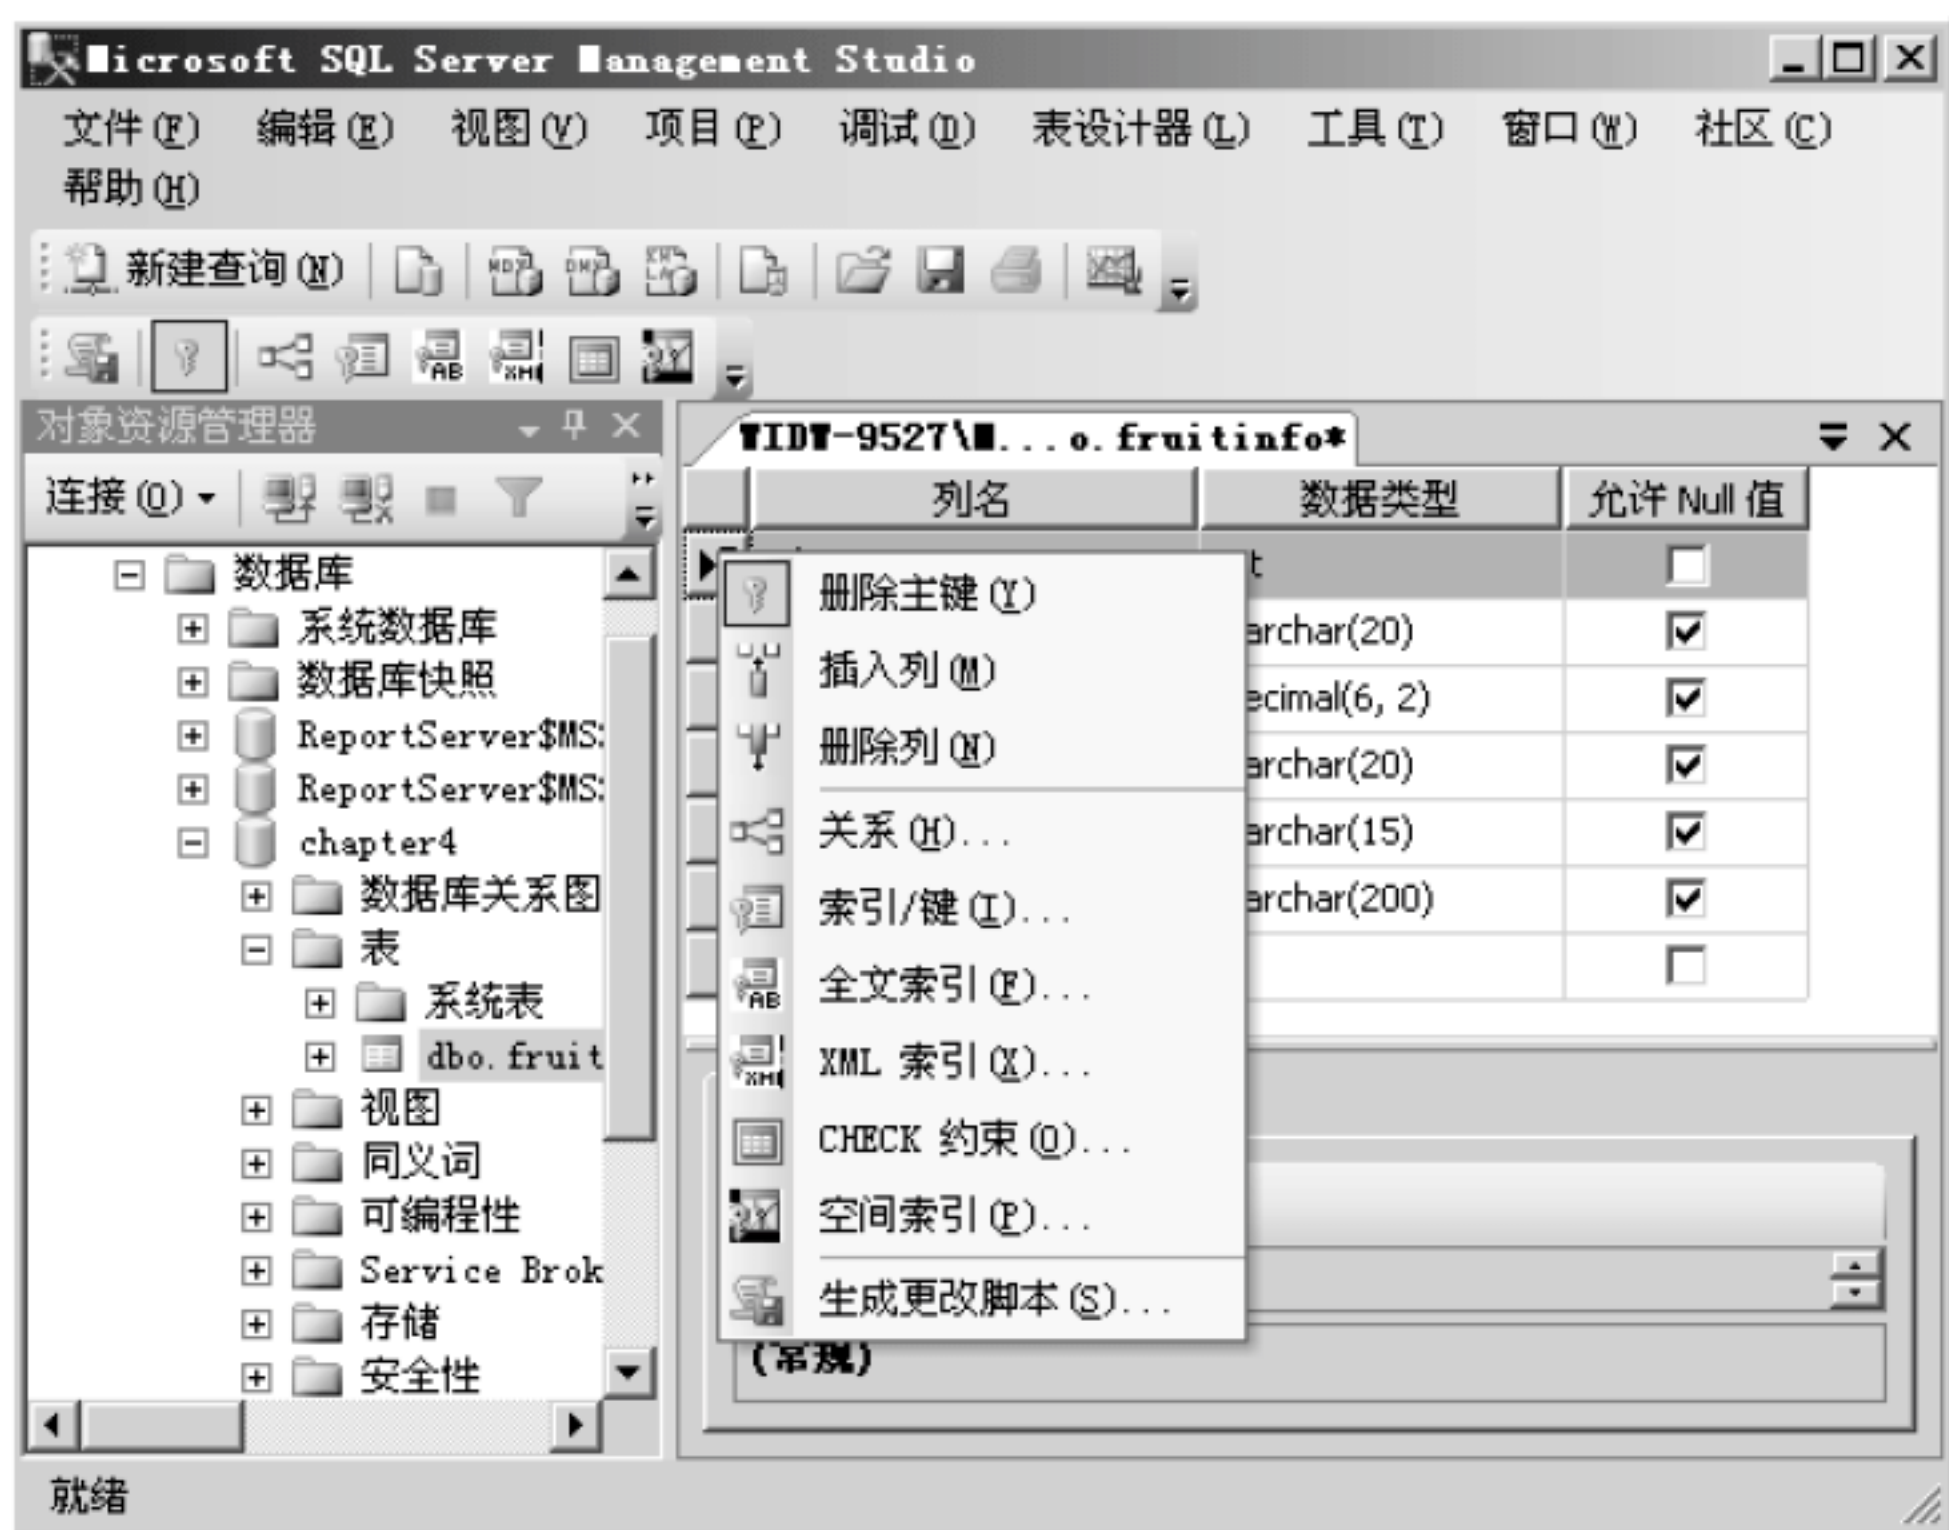 Microsoft SQL Server Management Studio
文件(F) 编辑(E) 视图(V) 项目(P) 调试(D) 表设计器(L) 工具(T) 窗口(W) 社区(C)
帮助(H)
新建查询(N)
对象资源管理器
连接(O)
数据库
系统数据库
数据库快照
ReportServer$MS
ReportServer$MS
chapter4
数据库关系图
表
系统表
dbo.fruit
视图
同义词
可编程性
Service Brok
存储
安全性
WIDW-9527\M...o.fruitinfo*
列名 数据类型 允许 Null 值
t
archar(20)
ecimal(6, 2)
archar(20)
archar(15)
archar(200)
删除主键(Y)
插入列(M)
删除列(N)
关系(H)...
索引/键(I)...
全文索引(F)...
XML 索引(X)...
CHECK 约束(O)...
空间索引(P)...
生成更改脚本(S)...
(常规)
就绪